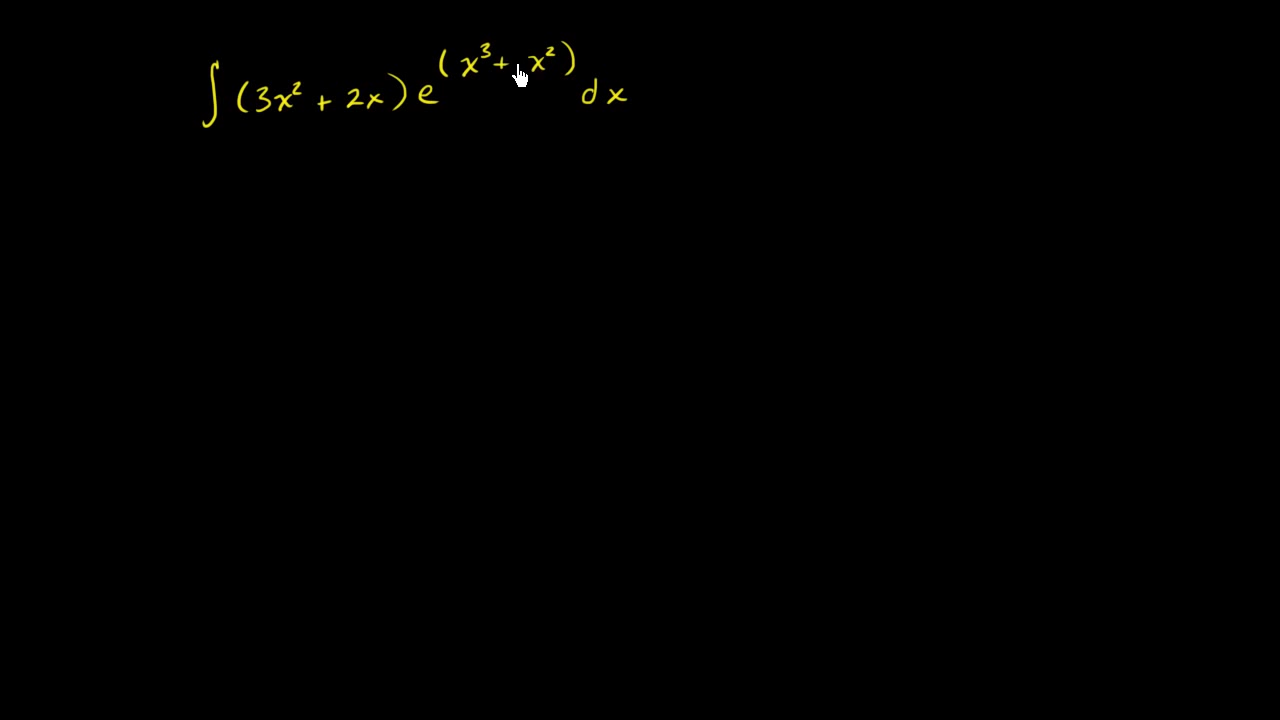 ∫ (3x² + 2x) e^(x³ + x²) dx